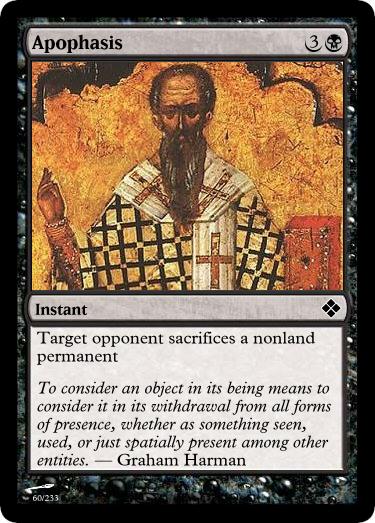 Apophasis 3
Instant
Target opponent sacrifices a nonland
permanent
To consider an object in its being means to
consider it in its withdrawal from all forms
of presence, whether as something seen,
used, or just spatially present among other
entities. — Graham Harman
60/233